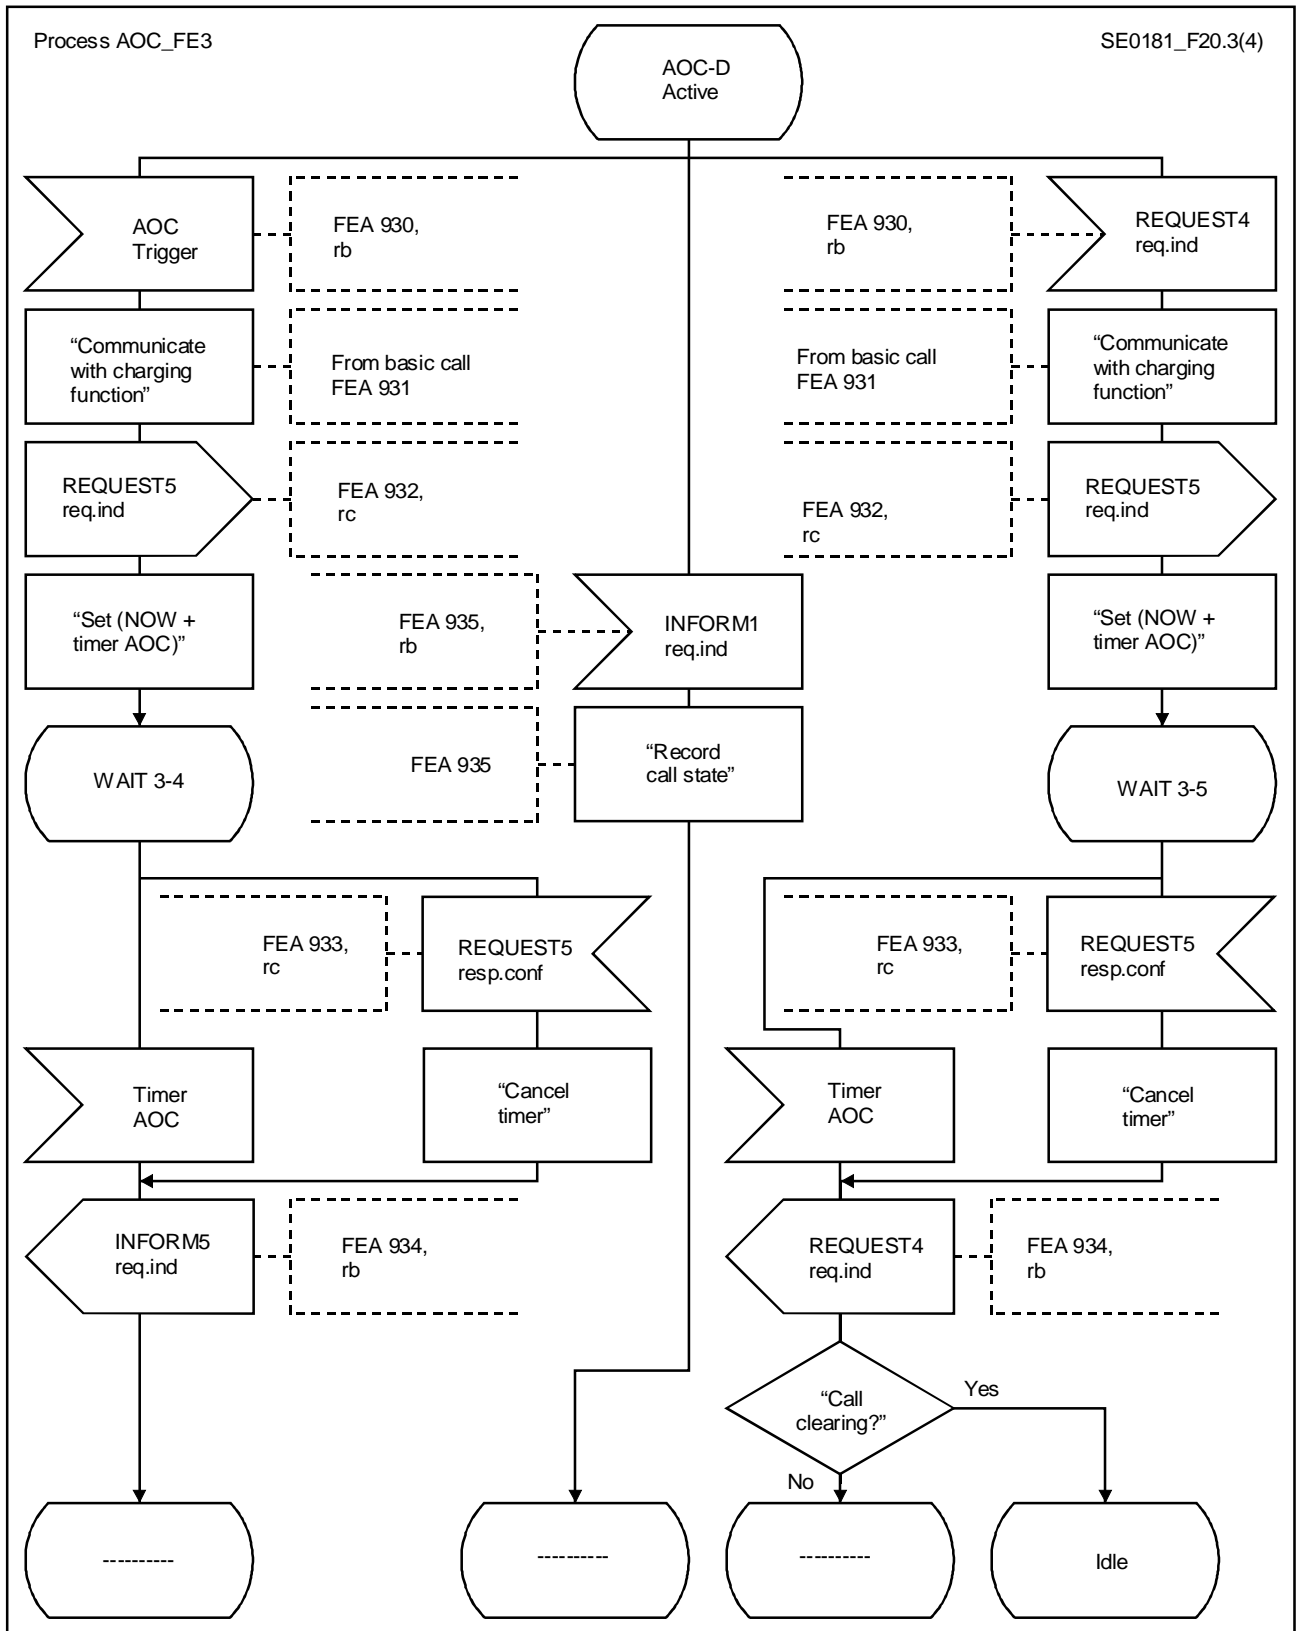 Process AOC_FE3
SE0181_F20.3(4)
AOC-D
Active
AOC
Trigger
FEA 930,
rb
FEA 930,
rb
REQUEST4
req.ind
“Communicate
with charging
function”
From basic call
FEA 931
From basic call
FEA 931
“Communicate
with charging
function”
REQUEST5
req.ind
FEA 932,
rc
FEA 932,
rc
REQUEST5
req.ind
“Set (NOW +
timer AOC)”
FEA 935,
rb
INFORM1
req.ind
“Set (NOW +
timer AOC)”
WAIT 3-4
FEA 935
“Record
call state”
WAIT 3-5
FEA 933,
rc
REQUEST5
resp.conf
FEA 933,
rc
REQUEST5
resp.conf
Timer
AOC
“Cancel
timer”
Timer
AOC
“Cancel
timer”
INFORM5
req.ind
FEA 934,
rb
REQUEST4
req.ind
FEA 934,
rb
“Call
clearing?”
Yes
No
----------
----------
----------
Idle